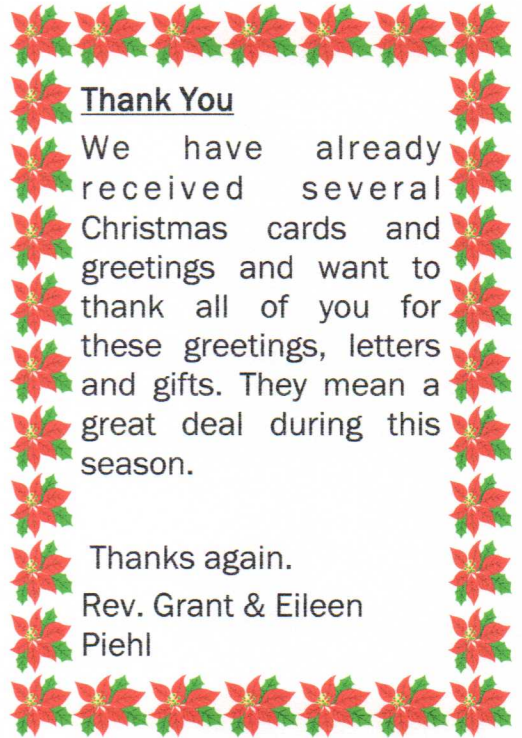 Thank You
We have already
received several
Christmas cards and
greetings and want to
thank all of you for
these greetings, letters
and gifts. They mean a
great deal during this
season.
Thanks again.
Rev. Grant & Eileen
Piehl